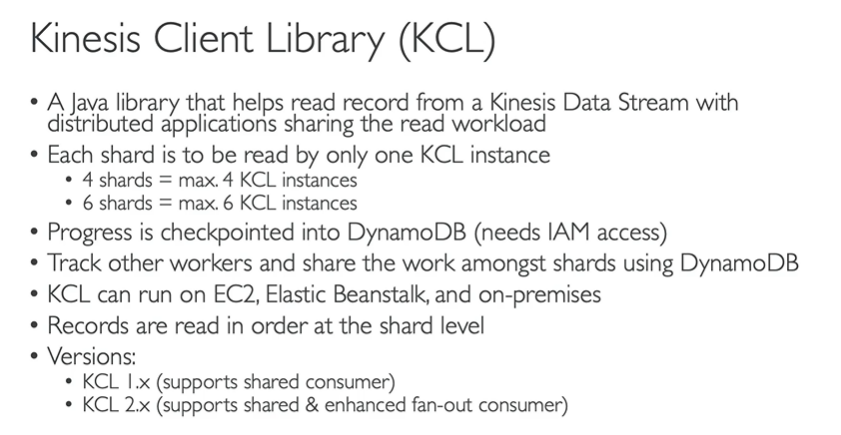 Kinesis Client Library (KCL)
• A Java library that helps read record from a Kinesis Data Stream with
distributed applications sharing the read workload
• Each shard is to be read by only one KCL instance
• 4 shards = max. 4 KCL instances
• 6 shards = max. 6 KCL instances
• Progress is checkpointed into DynamoDB (needs IAM access)
• Track other workers and share the work amongst shards using DynamoDB
• KCL can run on EC2, Elastic Beanstalk, and on-premises
• Records are read in order at the shard level
• Versions:
• KCL 1.x (supports shared consumer)
• KCL 2.x (supports shared & enhanced fan-out consumer)